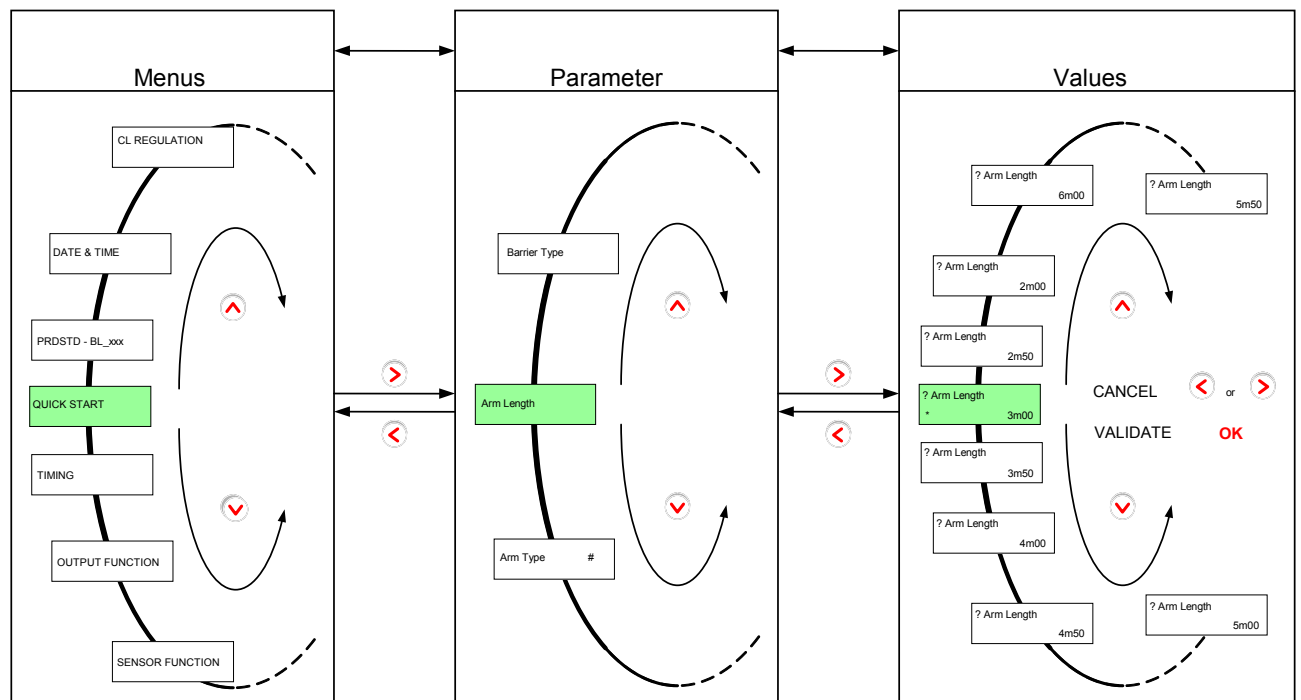 Menus
Parameter
Values
CL REGULATION
DATE & TIME
PRDSTD - BL_xxx
QUICK START
TIMING
OUTPUT FUNCTION
SENSOR FUNCTION
Barrier Type
Arm Length
Arm Type #
? Arm Length
6m00
? Arm Length
5m50
? Arm Length
2m00
? Arm Length
2m50
? Arm Length
* 3m00
? Arm Length
3m50
? Arm Length
4m00
? Arm Length
4m50
? Arm Length
5m00
CANCEL < or >
VALIDATE OK